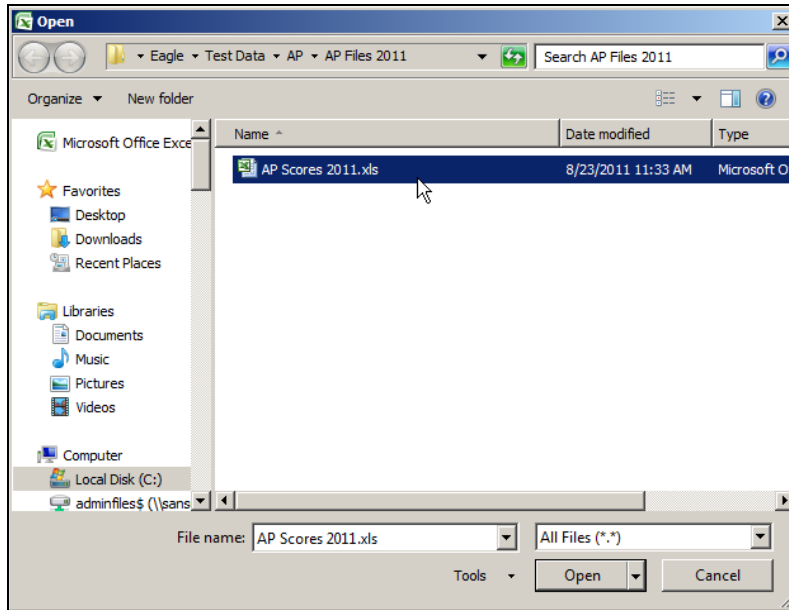 Open
Eagle Test Data AP AP Files 2011 Search AP Files 2011
Organize New folder
Microsoft Office Exce Name Date modified Type
AP Scores 2011.xls 8/23/2011 11:33 AM Microsoft O
Favorites
Desktop
Downloads
Recent Places
Libraries
Documents
Music
Pictures
Videos
Computer
Local Disk (C:)
adminfiles$ (\\sans
File name: AP Scores 2011.xls All Files (*.*)
Tools Open Cancel